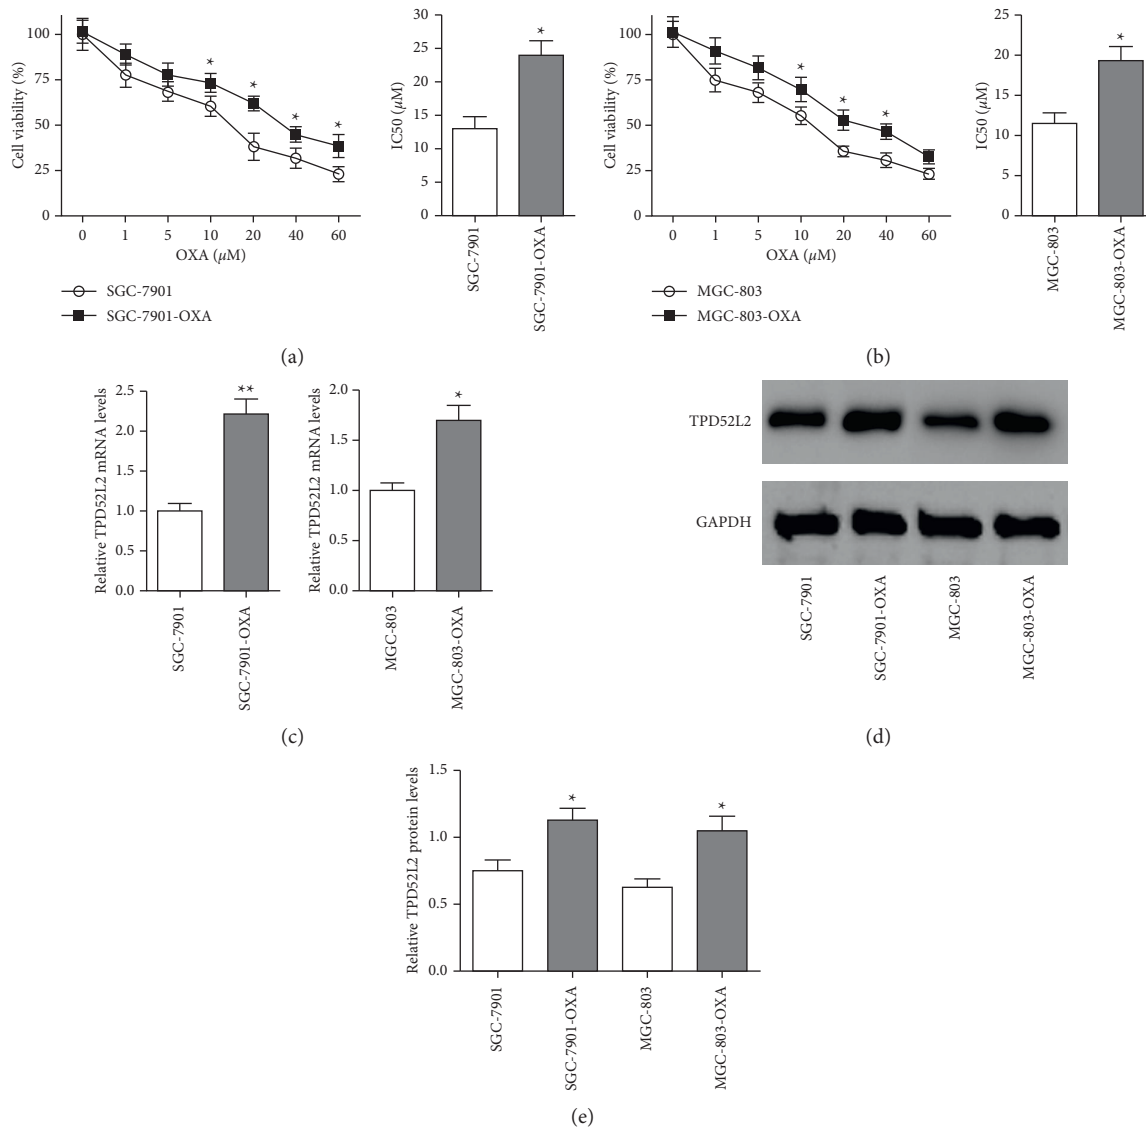 Cell viability (%)
100
75
50
25
0
* * * *
0 1 5 10 20 40 60
OXA (μM)
SGC-7901
SGC-7901-OXA
IC50 (μM)
30
25
20
15
10
5
0
*
SGC-7901
SGC-7901-OXA
(a)
Cell viability (%)
100
75
50
25
0
* * *
0 1 5 10 20 40 60
OXA (μM)
MGC-803
MGC-803-OXA
IC50 (μM)
25
20
15
10
5
0
*
MGC-803
MGC-803-OXA
(b)
Relative TPD52L2 mRNA levels
2.5
2.0
1.5
1.0
0.5
0.0
**
SGC-7901
SGC-7901-OXA
Relative TPD52L2 mRNA levels
2.0
1.5
1.0
0.5
0.0
*
MGC-803
MGC-803-OXA
(c)
TPD52L2
GAPDH
SGC-7901
SGC-7901-OXA
MGC-803
MGC-803-OXA
(d)
Relative TPD52L2 protein levels
1.5
1.0
0.5
0.0
* *
SGC-7901
SGC-7901-OXA
MGC-803
MGC-803-OXA
(e)